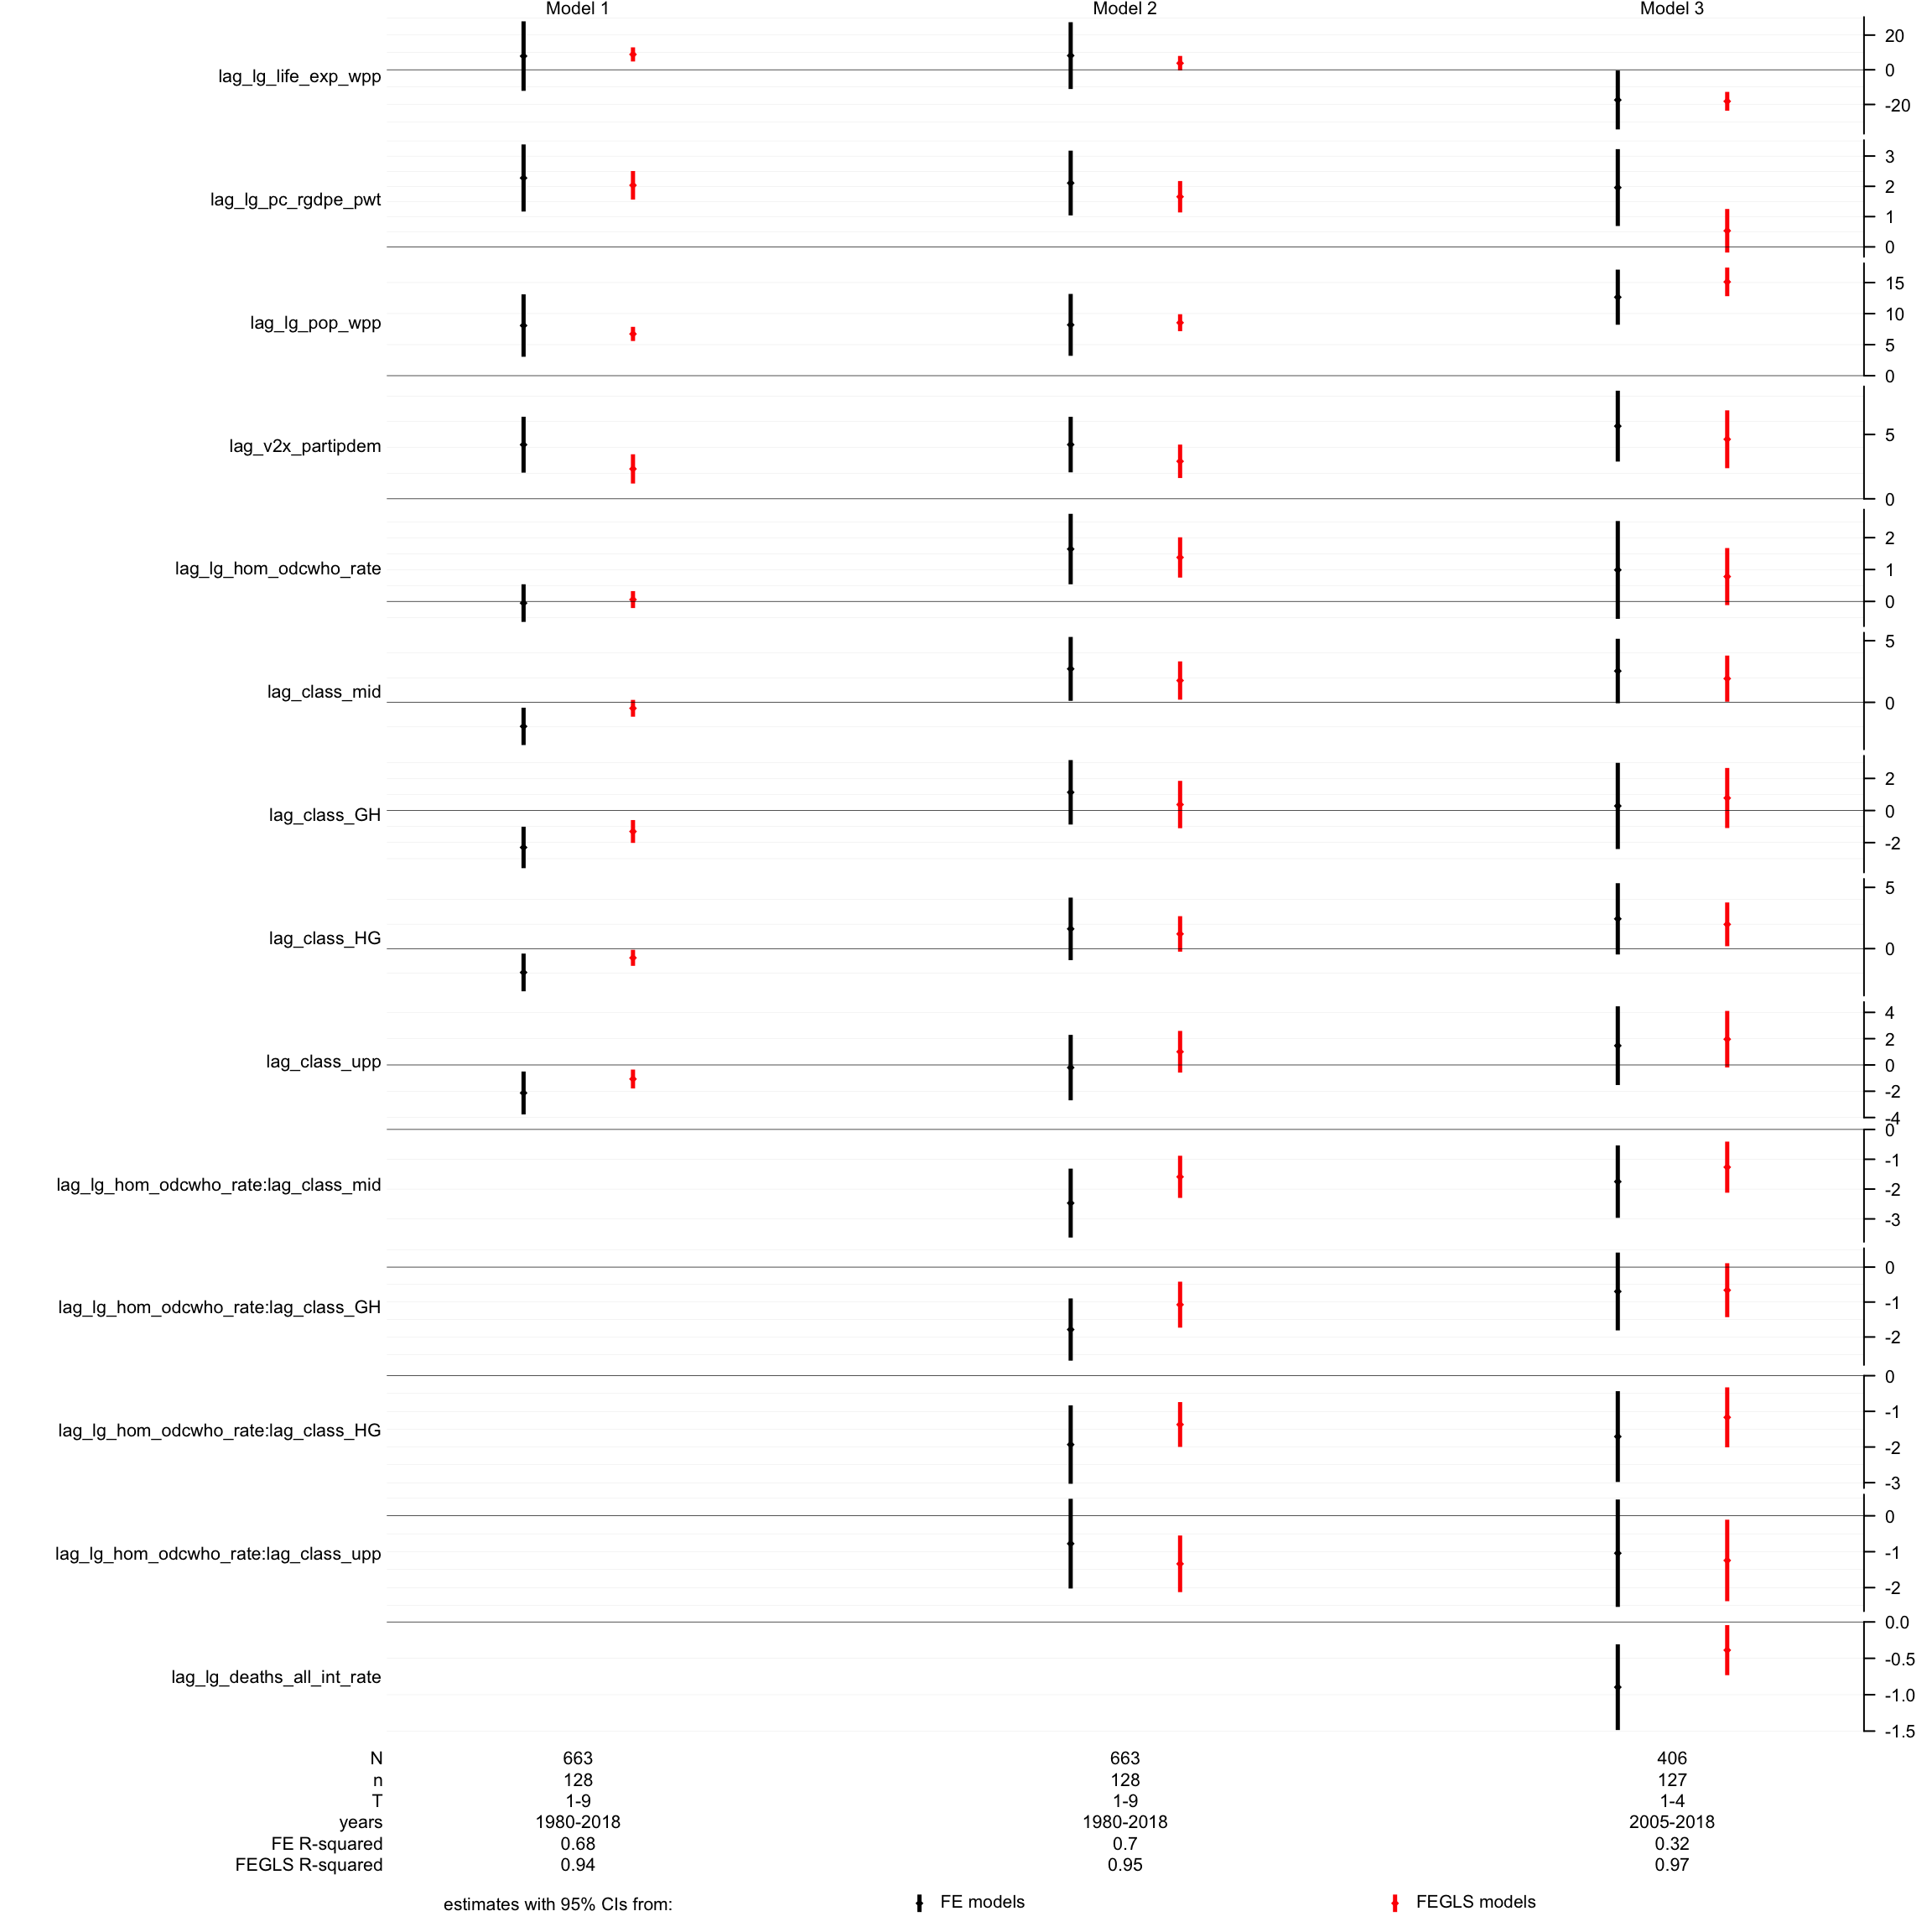 Model 1 Model 2 Model 3
lag_lg_life_exp_wpp
20
0
-20
lag_lg_pc_rgdpe_pwt
3
2
1
0
lag_lg_pop_wpp
15
10
5
0
lag_v2x_partipdem
5
0
lag_lg_hom_odcwho_rate
2
1
0
lag_class_mid
5
0
lag_class_GH
2
0
-2
lag_class_HG
5
0
lag_class_upp
4
2
0
-2
-4
lag_lg_hom_odcwho_rate:lag_class_mid
0
-1
-2
-3
lag_lg_hom_odcwho_rate:lag_class_GH
0
-1
-2
lag_lg_hom_odcwho_rate:lag_class_HG
0
-1
-2
-3
lag_lg_hom_odcwho_rate:lag_class_upp
0
-1
-2
lag_lg_deaths_all_int_rate
0.0
-0.5
-1.0
-1.5
N 663 663 406
n 128 128 127
T 1-9 1-9 1-4
years 1980-2018 1980-2018 2005-2018
FE R-squared 0.68 0.7 0.32
FEGLS R-squared 0.94 0.95 0.97
estimates with 95% CIs from: FE models FEGLS models